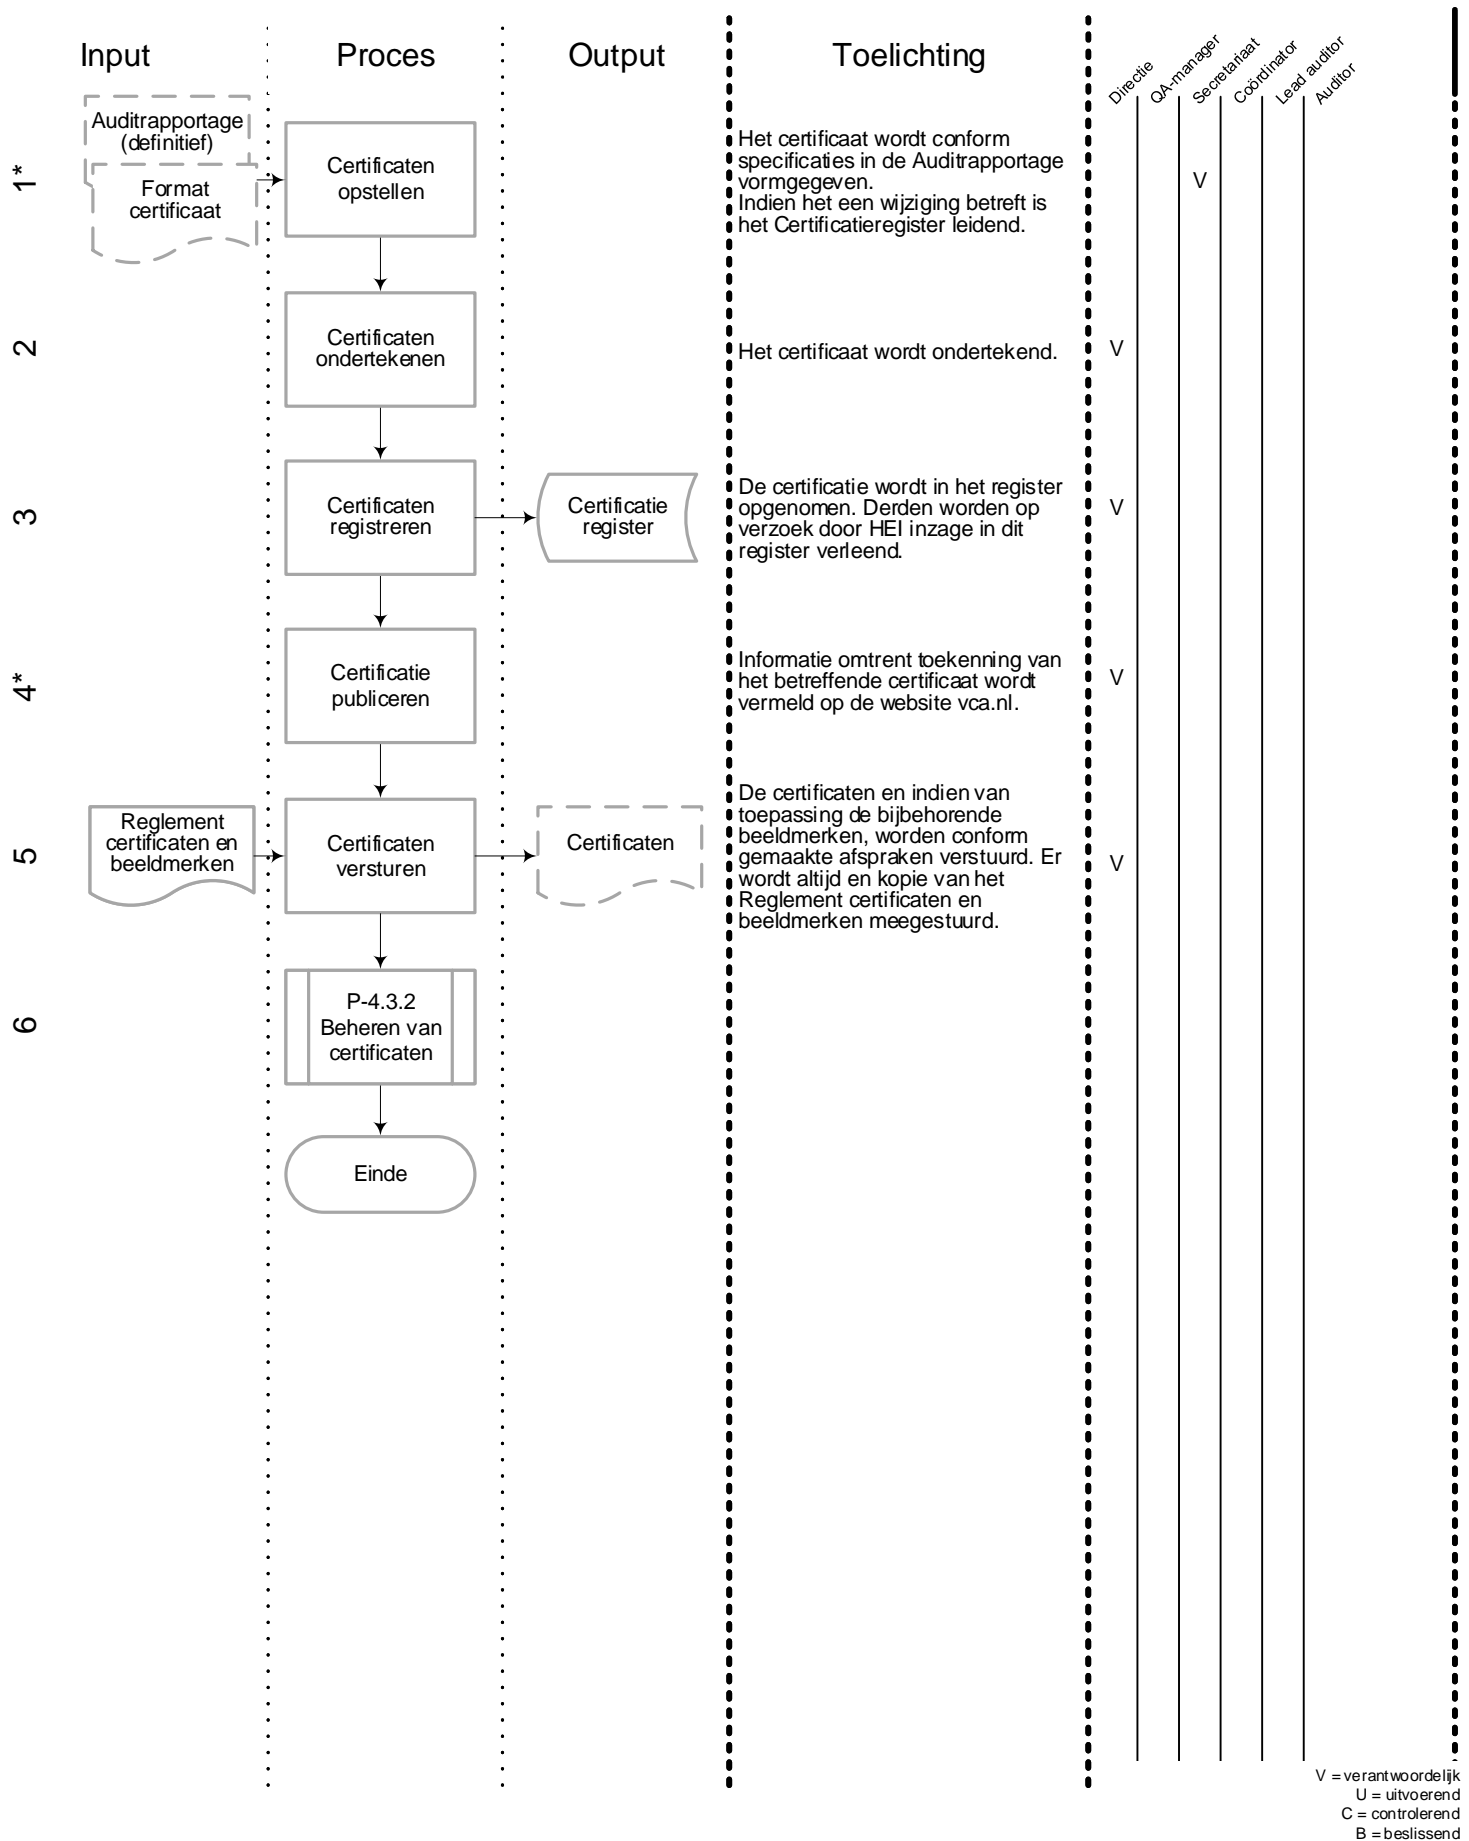 Input
Proces
Output
Toelichting
Directie
QA-manager
Secretariaat
Coördinator
Lead auditor
Auditor
1*
Auditrapportage
(definitief)
Format
certificaat
Certificaten
opstellen
Het certificaat wordt conform
specificaties in de Auditrapportage
vormgegeven.
Indien het een wijziging betreft is
het Certificatieregister leidend.
V
2
Certificaten
ondertekenen
Het certificaat wordt ondertekend.
V
3
Certificaten
registreren
Certificatie
register
De certificatie wordt in het register
opgenomen. Derden worden op
verzoek door HEI inzage in dit
register verleend.
V
4*
Certificatie
publiceren
Informatie omtrent toekenning van
het betreffende certificaat wordt
vermeld op de website vca.nl.
V
5
Reglement
certificaten en
beeldmerken
Certificaten
versturen
Certificaten
De certificaten en indien van
toepassing de bijbehorende
beeldmerken, worden conform
gemaakte afspraken verstuurd. Er
wordt altijd en kopie van het
Reglement certificaten en
beeldmerken meegestuurd.
V
6
P-4.3.2
Beheren van
certificaten
Einde
V = verantwoordelijk
U = uitvoerend
C = controlerend
B = beslissend